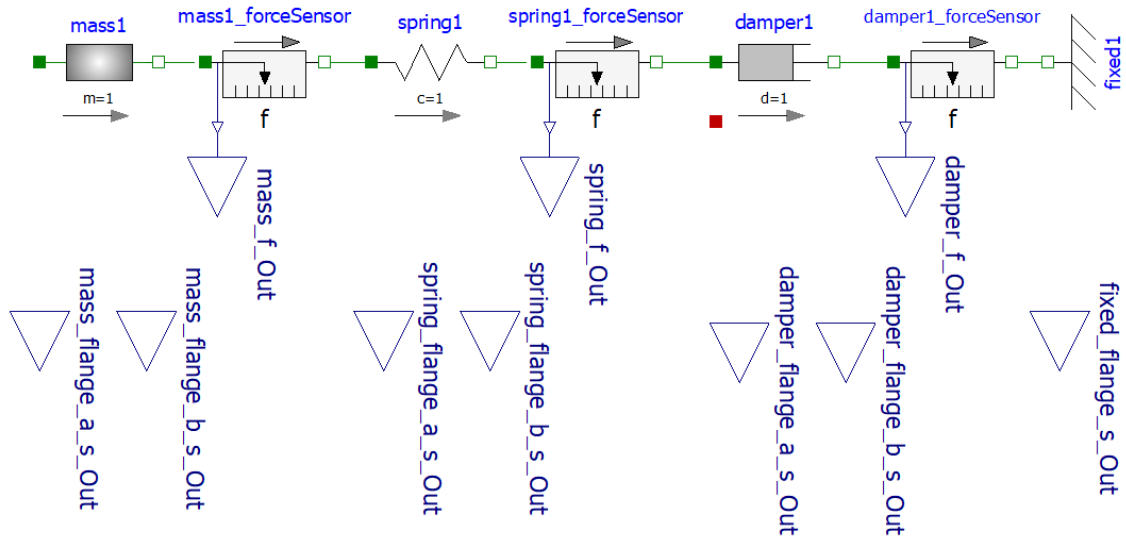 mass1
mass1_forceSensor
spring1
spring1_forceSensor
damper1
damper1_forceSensor
fixed1
m=1
f
c=1
f
d=1
f
mass_f_Out
spring_f_Out
damper_f_Out
mass_flange_a_s_Out
mass_flange_b_s_Out
spring_flange_a_s_Out
spring_flange_b_s_Out
damper_flange_a_s_Out
damper_flange_b_s_Out
fixed_flange_s_Out